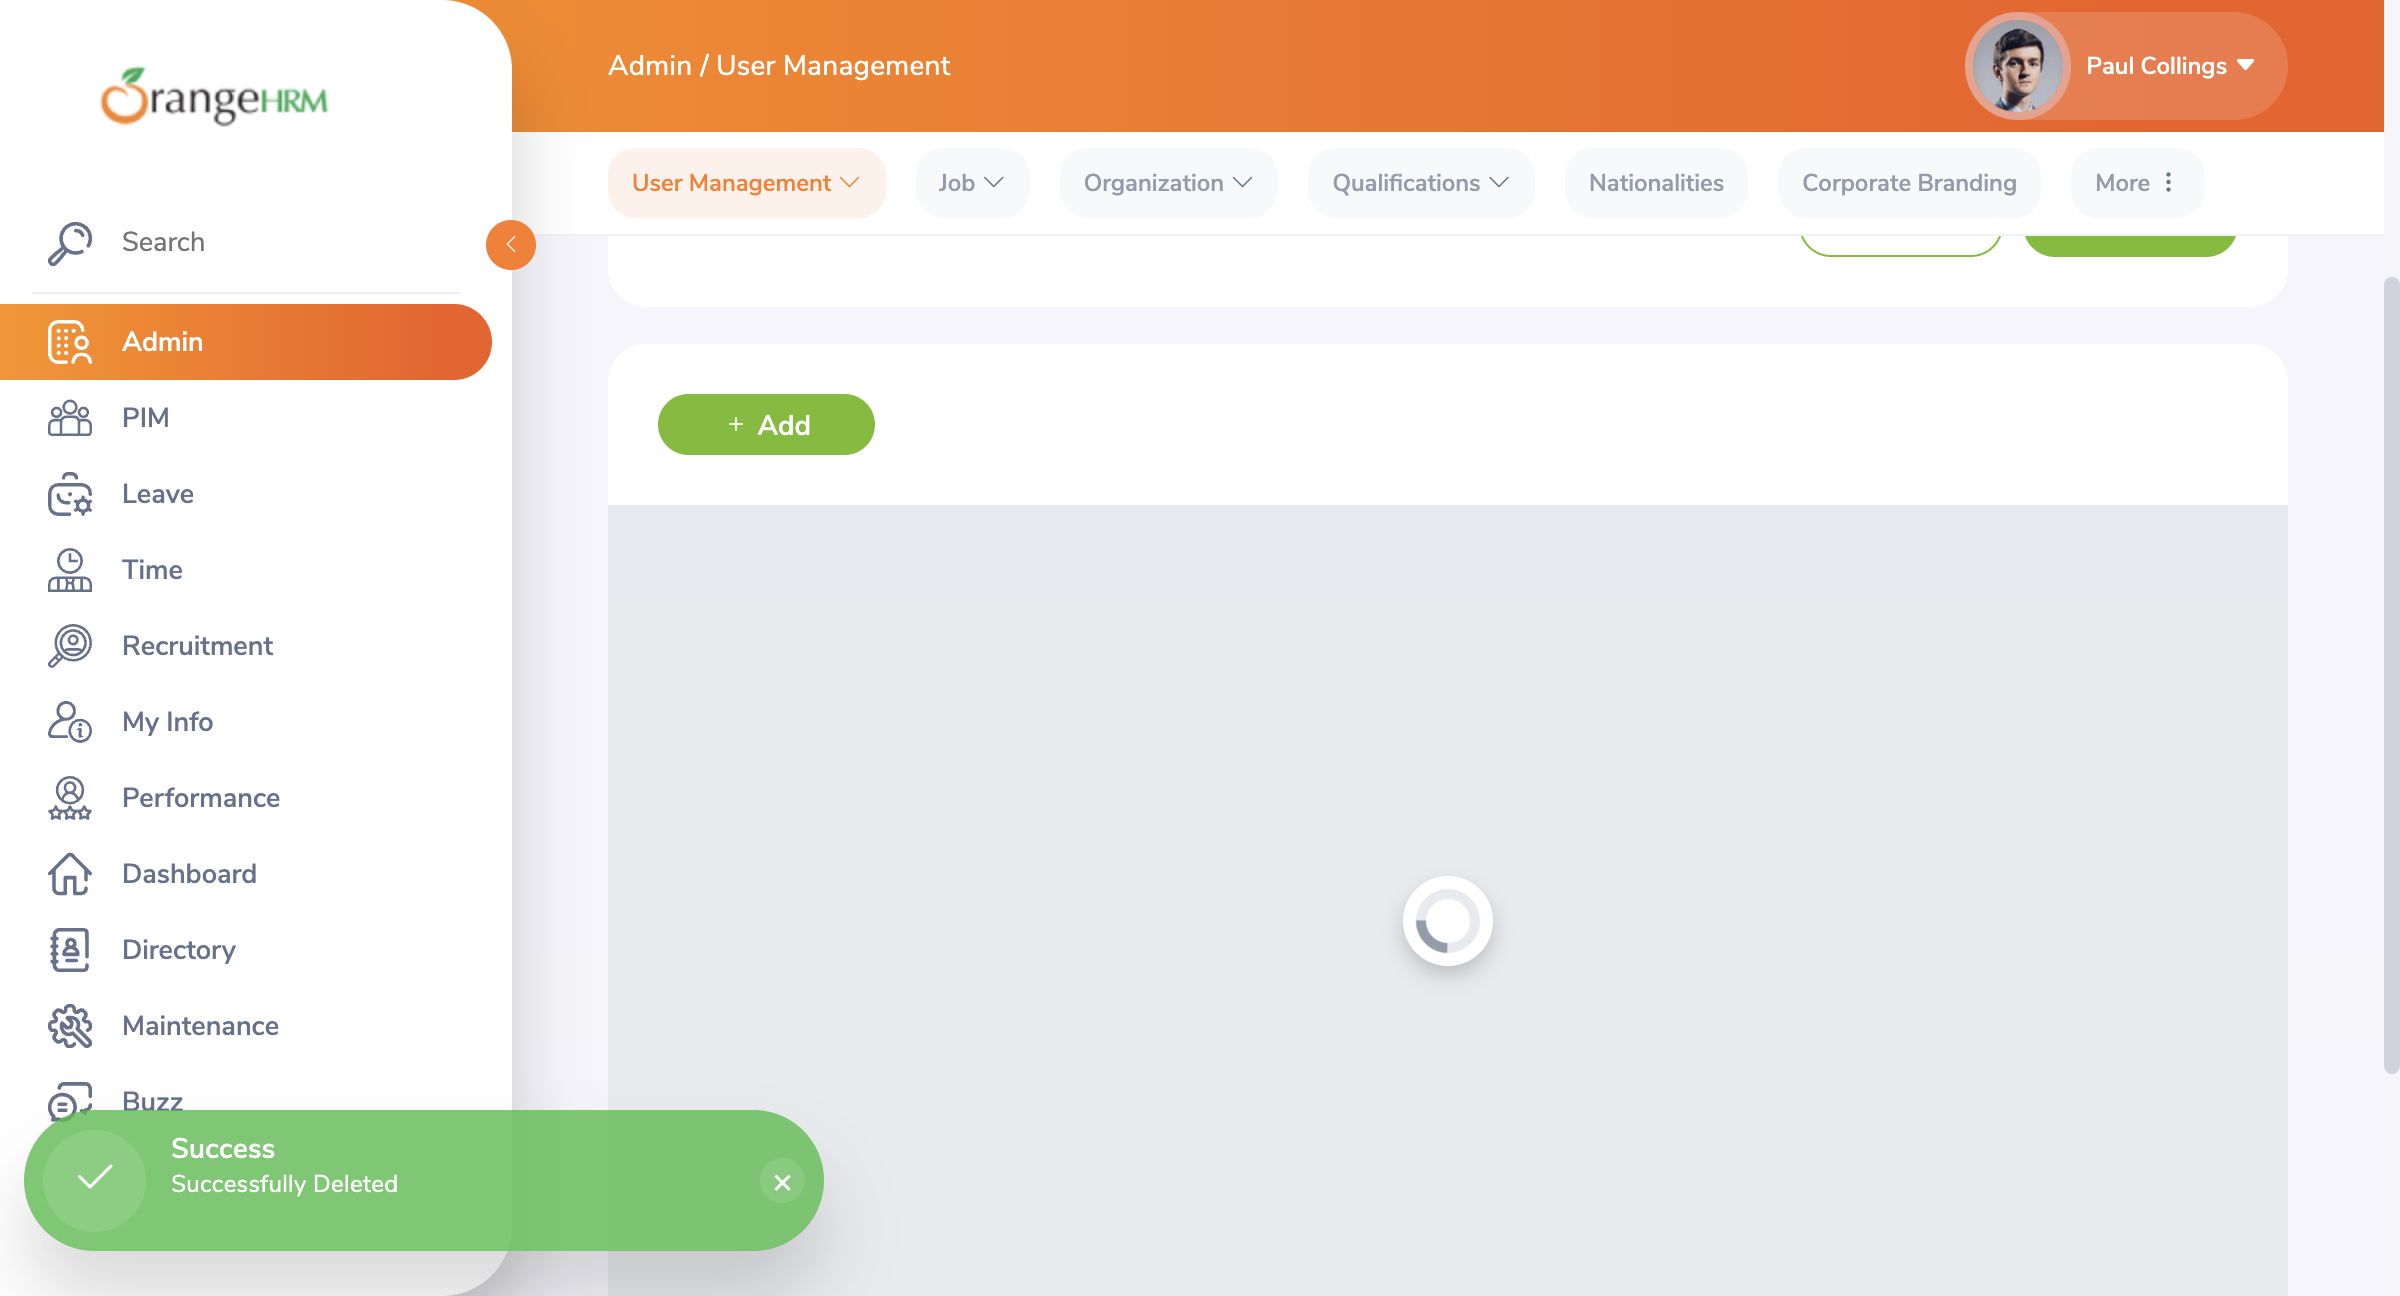 OrangeHRM
Admin / User Management
Paul Collings
User Management
Job
Organization
Qualifications
Nationalities
Corporate Branding
More
Search
Admin
PIM
Leave
Time
Recruitment
My Info
Performance
Dashboard
Directory
Maintenance
Buzz
+ Add
Success
Successfully Deleted